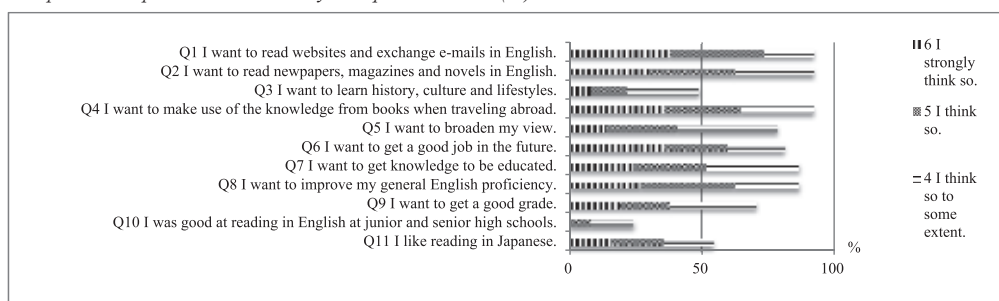 Q1 I want to read websites and exchange e-mails in English.
Q2 I want to read newpapers, magazines and novels in English.
Q3 I want to learn history, culture and lifestyles.
Q4 I want to make use of the knowledge from books when traveling abroad.
Q5 I want to broaden my view.
Q6 I want to get a good job in the future.
Q7 I want to get knowledge to be educated.
Q8 I want to improve my general English proficiency.
Q9 I want to get a good grade.
Q10 I was good at reading in English at junior and senior high schools.
Q11 I like reading in Japanese.
0 50 100 %
6 I
strongly
think so.
5 I think
so.
4 I think
so to
some
extent.